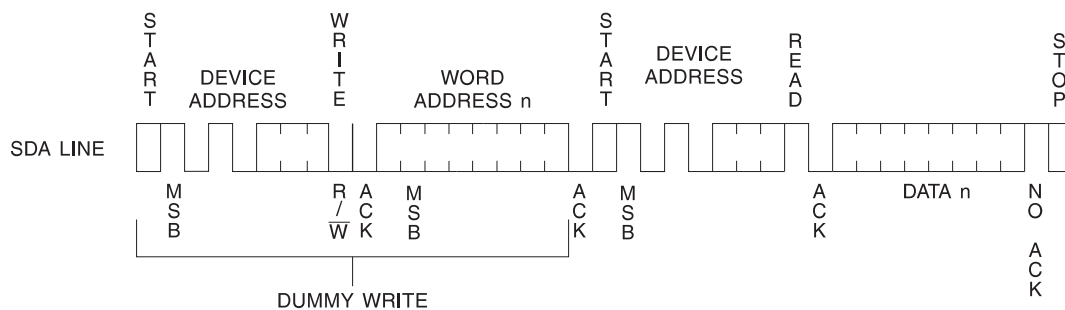 START
DEVICE
ADDRESS
WRITE
WORD
ADDRESS n
START
DEVICE
ADDRESS
READ
STOP
SDA LINE
MSB
R/W
ACK
MSB
ACK
MSB
ACK
DATA n
NO ACK
DUMMY WRITE